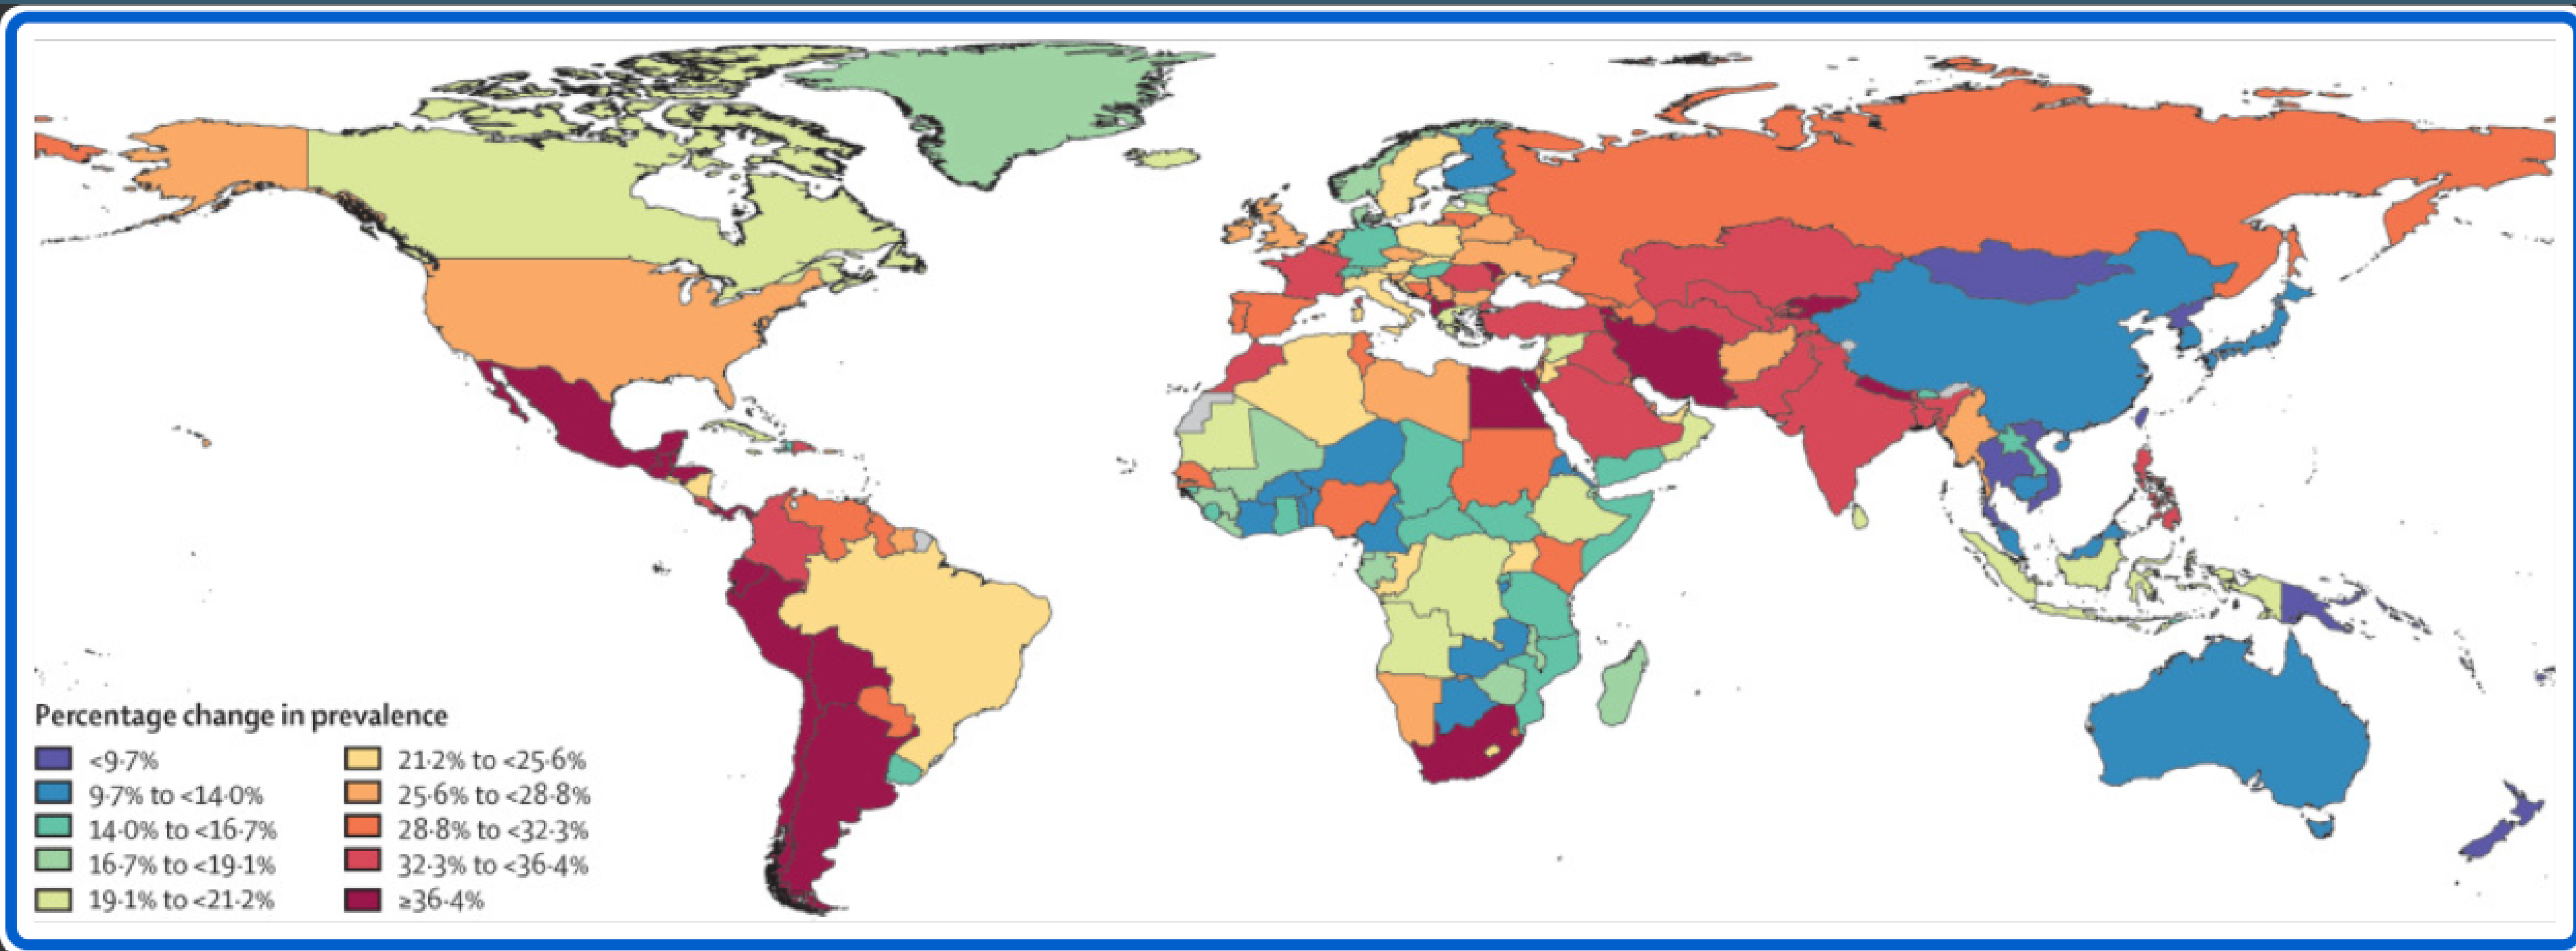 Percentage change in prevalence
<9·7%
9·7% to <14·0%
14·0% to <16·7%
16·7% to <19·1%
19·1% to <21·2%
21·2% to <25·6%
25·6% to <28·8%
28·8% to <32·3%
32·3% to <36·4%
≥36·4%